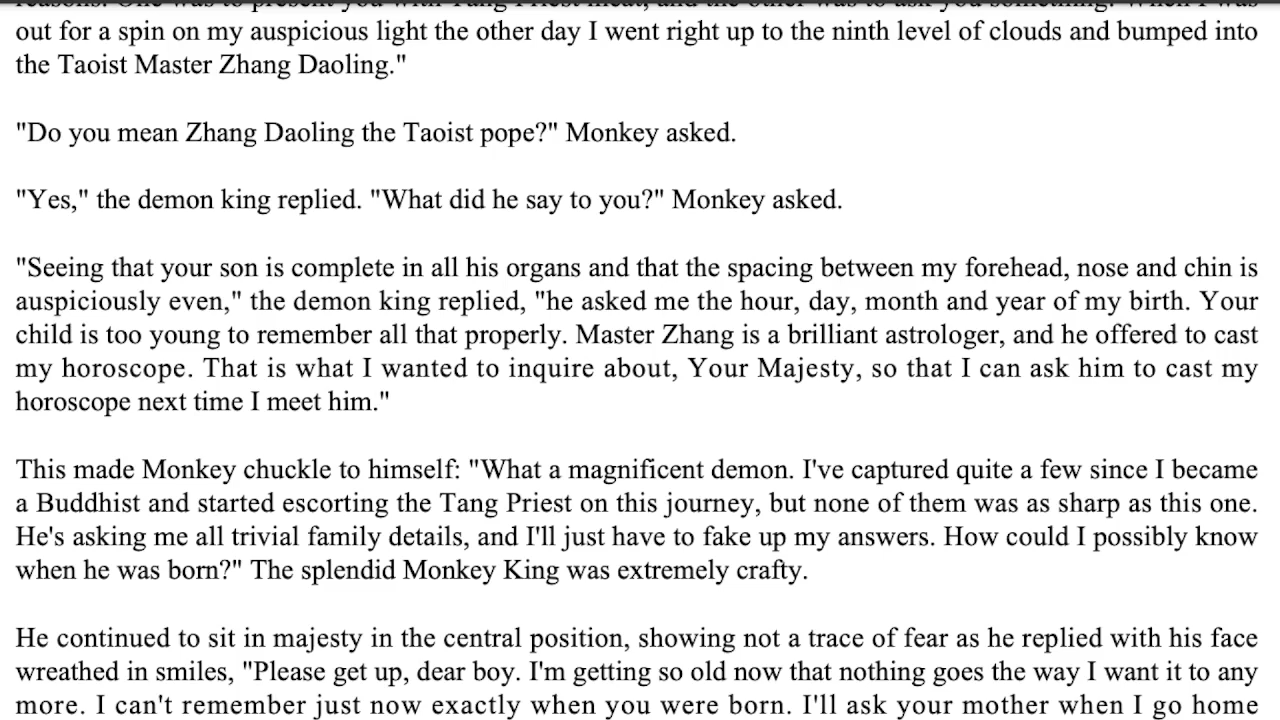 out for a spin on my auspicious light the other day I went right up to the ninth level of clouds and bumped into
the Taoist Master Zhang Daoling."
"Do you mean Zhang Daoling the Taoist pope?" Monkey asked.
"Yes," the demon king replied. "What did he say to you?" Monkey asked.
"Seeing that your son is complete in all his organs and that the spacing between my forehead, nose and chin is
auspiciously even," the demon king replied, "he asked me the hour, day, month and year of my birth. Your
child is too young to remember all that properly. Master Zhang is a brilliant astrologer, and he offered to cast
my horoscope. That is what I wanted to inquire about, Your Majesty, so that I can ask him to cast my
horoscope next time I meet him."
This made Monkey chuckle to himself: "What a magnificent demon. I've captured quite a few since I became
a Buddhist and started escorting the Tang Priest on this journey, but none of them was as sharp as this one.
He's asking me all trivial family details, and I'll just have to fake up my answers. How could I possibly know
when he was born?" The splendid Monkey King was extremely crafty.
He continued to sit in majesty in the central position, showing not a trace of fear as he replied with his face
wreathed in smiles, "Please get up, dear boy. I'm getting so old now that nothing goes the way I want it to any
more. I can't remember just now exactly when you were born. I'll ask your mother when I go home